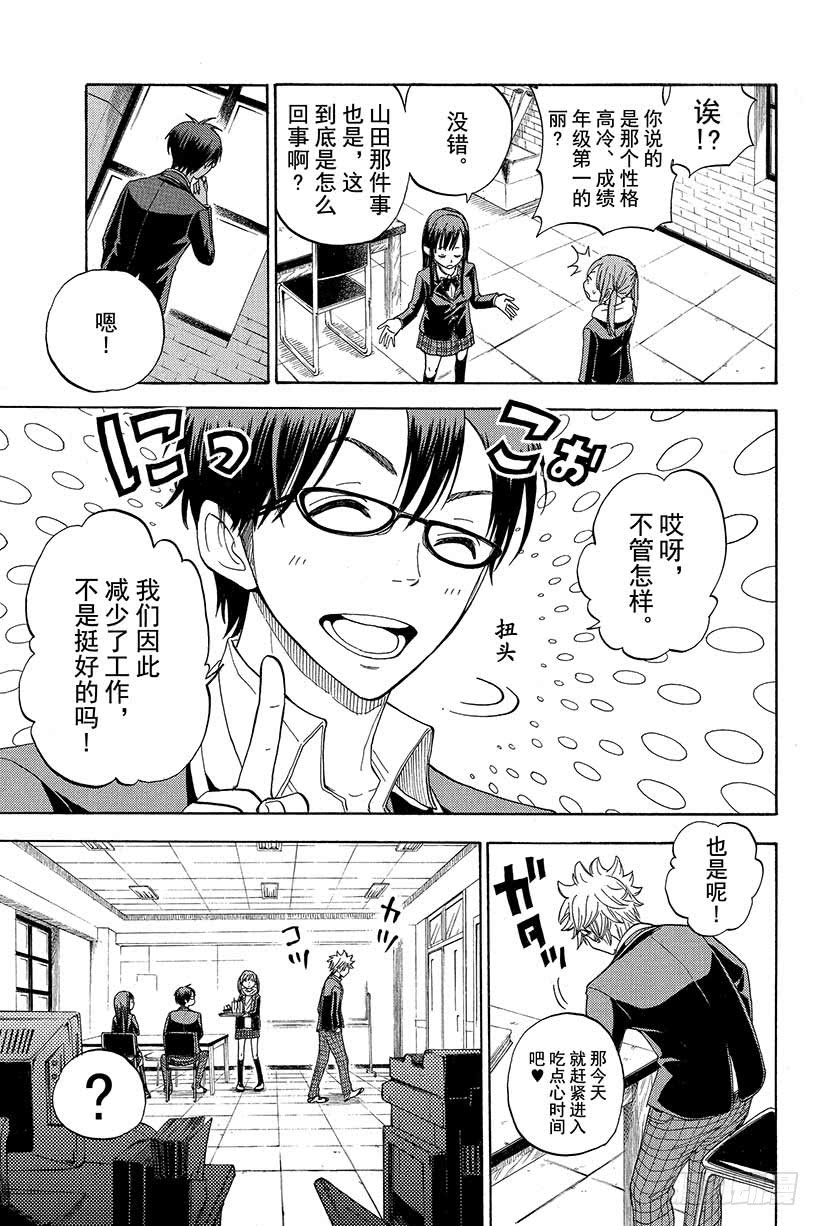 诶!?
你说的
是那个性格
高冷、成绩
年级第一的
丽?
没错。
山田那件事
也是，这
到底是怎么
回事啊?
嗯!
にっ
こお
哎呀，
不管怎样。
扭头
我们因此
减少了工作，
不是挺好的吗!
也是呢!
ガタッ
那今天
就赶紧进入
吃点心时间
吧♥
コツ
?